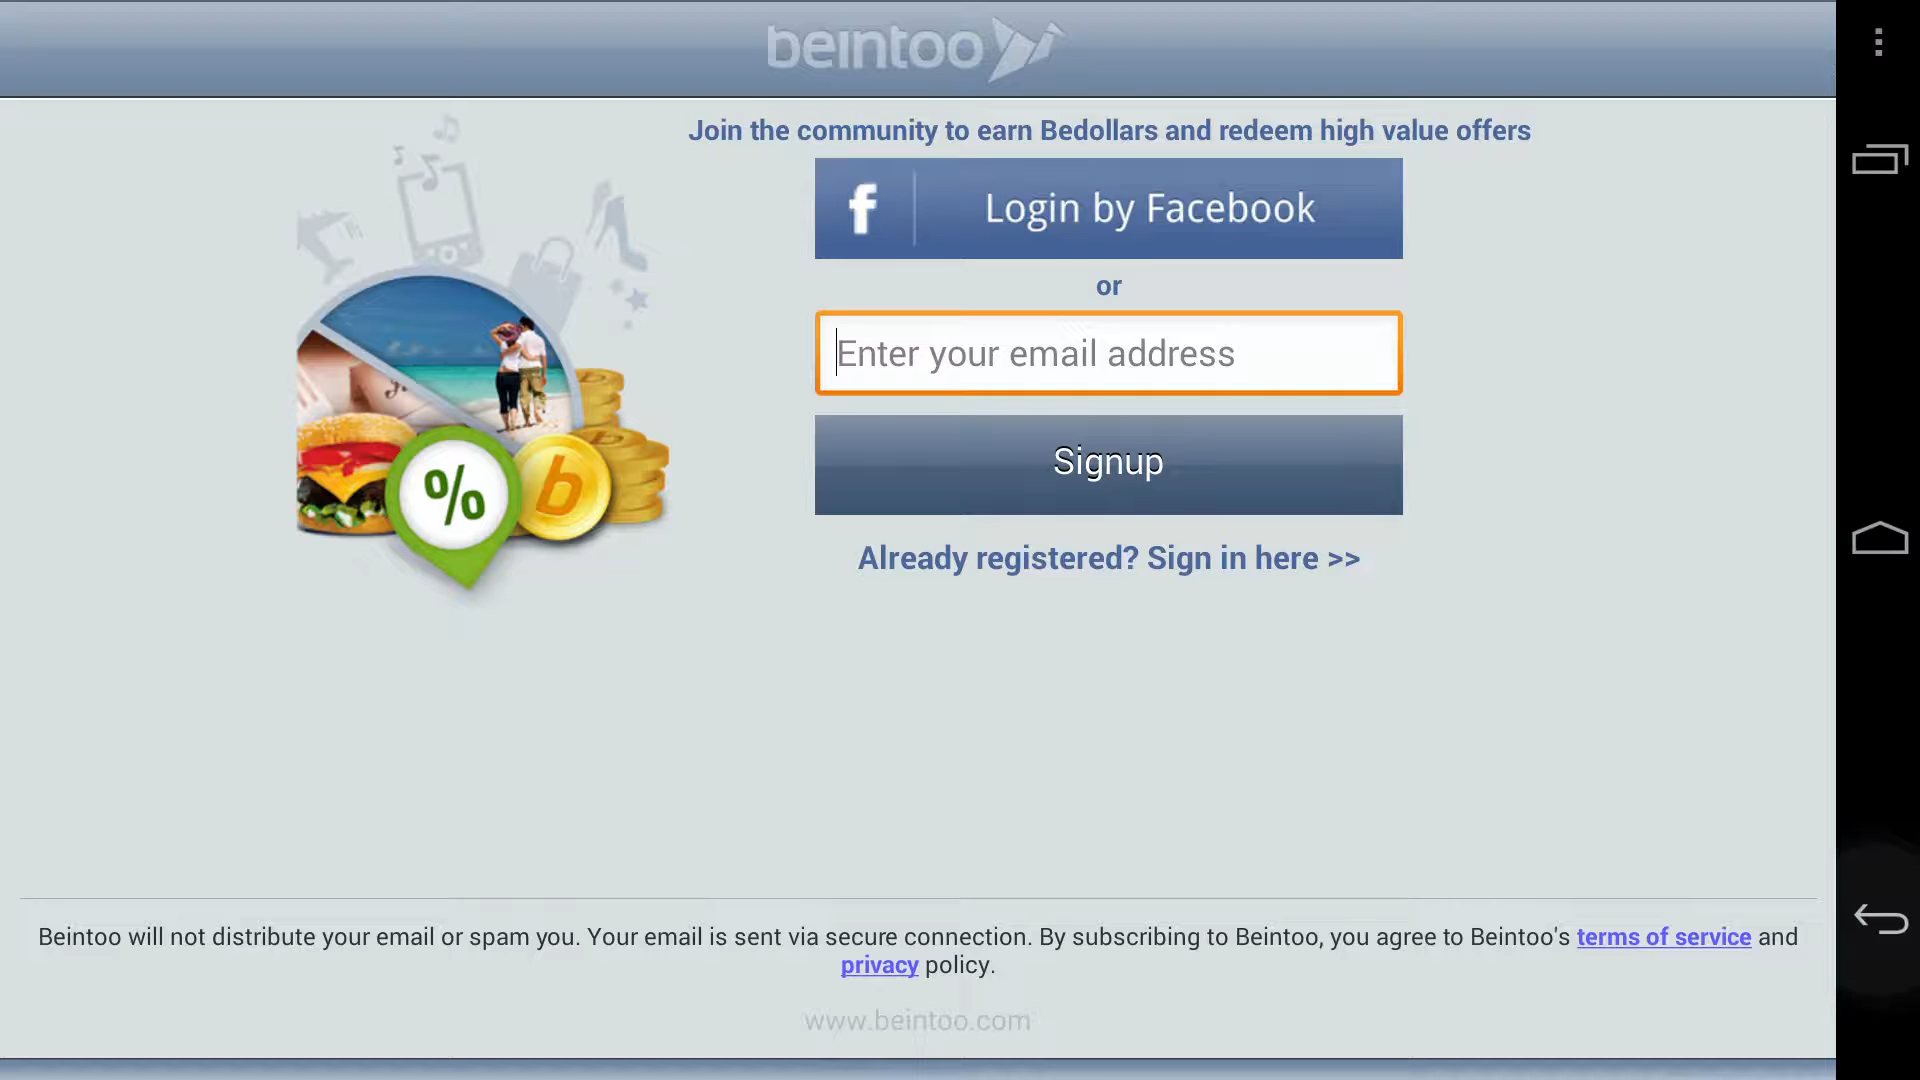 beintoo
Join the community to earn Bedollars and redeem high value offers
f
Login by Facebook
or
Enter your email address
Signup
% b
Already registered? Sign in here >>
Beintoo will not distribute your email or spam you. Your email is sent via secure connection. By subscribing to Beintoo, you agree to Beintoo's terms of service and
privacy policy.
www.beintoo.com